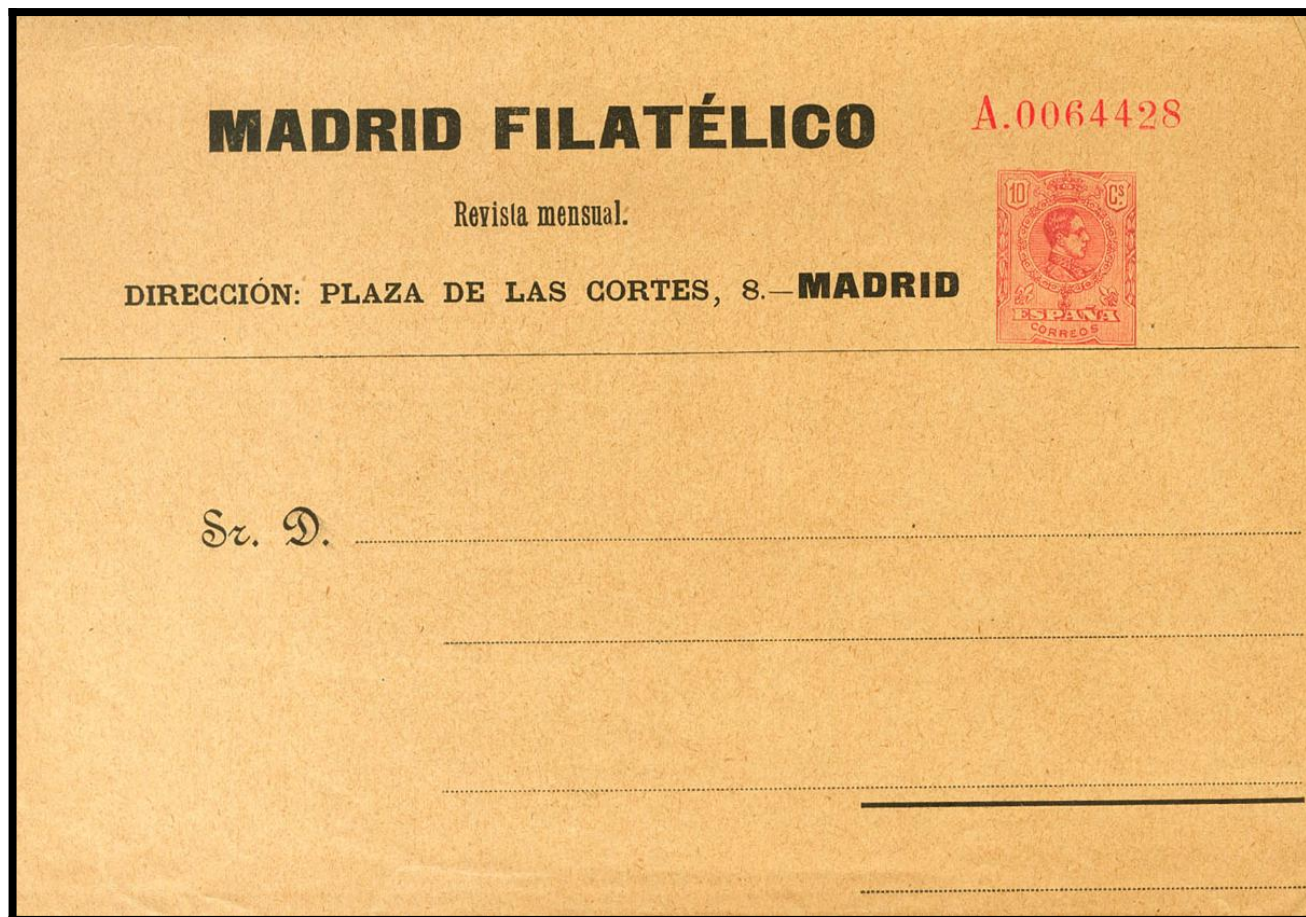 MADRID FILATÉLICO
A.0064428
10 Cs
Revista mensual.
DIRECCIÓN: PLAZA DE LAS CORTES, 8.—MADRID
ESPAÑA
CORREOS
Sr. D.